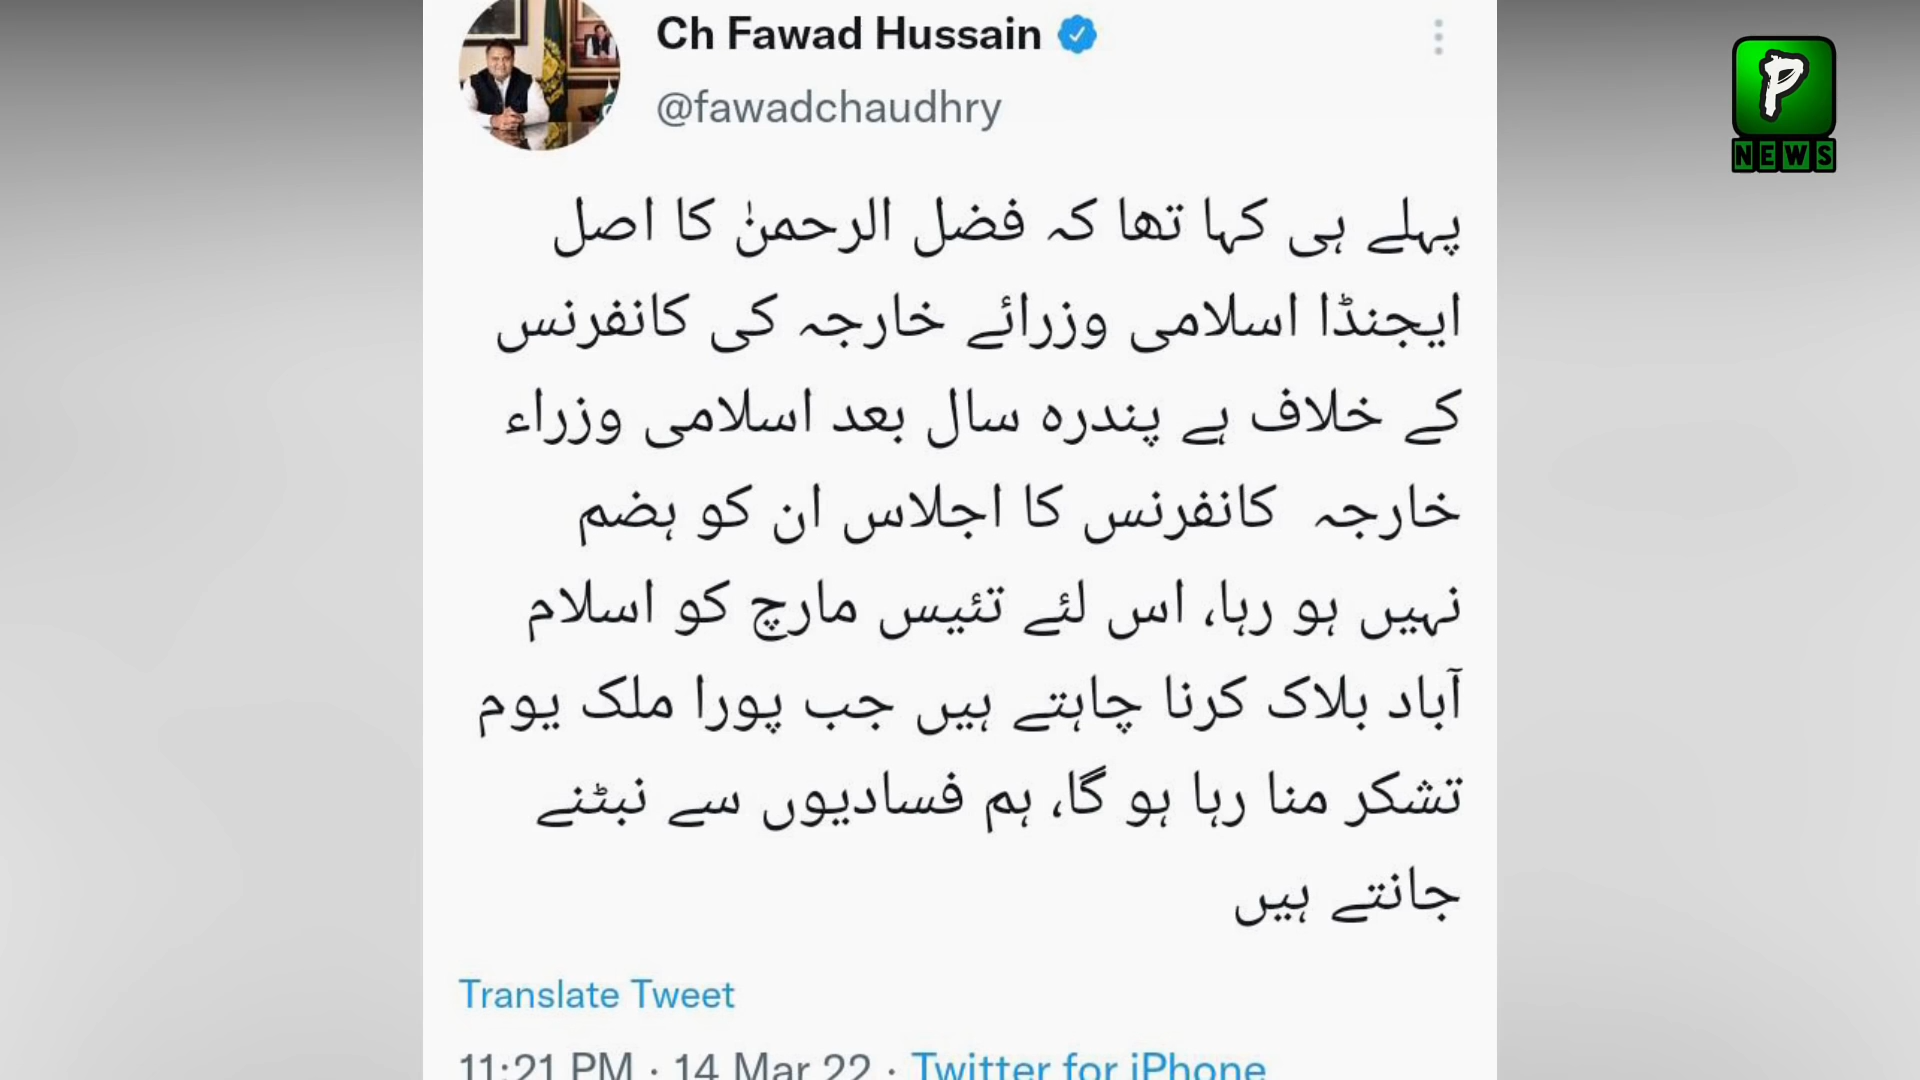 Ch Fawad Hussain
@fawadchaudhry
P
NEWS
پہلے ہی کہا تھا کہ فضل الرحمنٰ کا اصل
ایجنڈا اسلامی وزرائے خارجہ کی کانفرنس
کے خلاف ہے پندرہ سال بعد اسلامی وزراء
خارجہ کانفرنس کا اجلاس ان کو ہضم
نہیں ہو رہا، اس لئے تئیس مارچ کو اسلام
آباد بلاک کرنا چاہتے ہیں جب پورا ملک یوم
تشکر منا رہا ہو گا، ہم فسادیوں سے نبٹنے
جانتے ہیں
Translate Tweet
11:21 PM · 14 Mar 22 · Twitter for iPhone